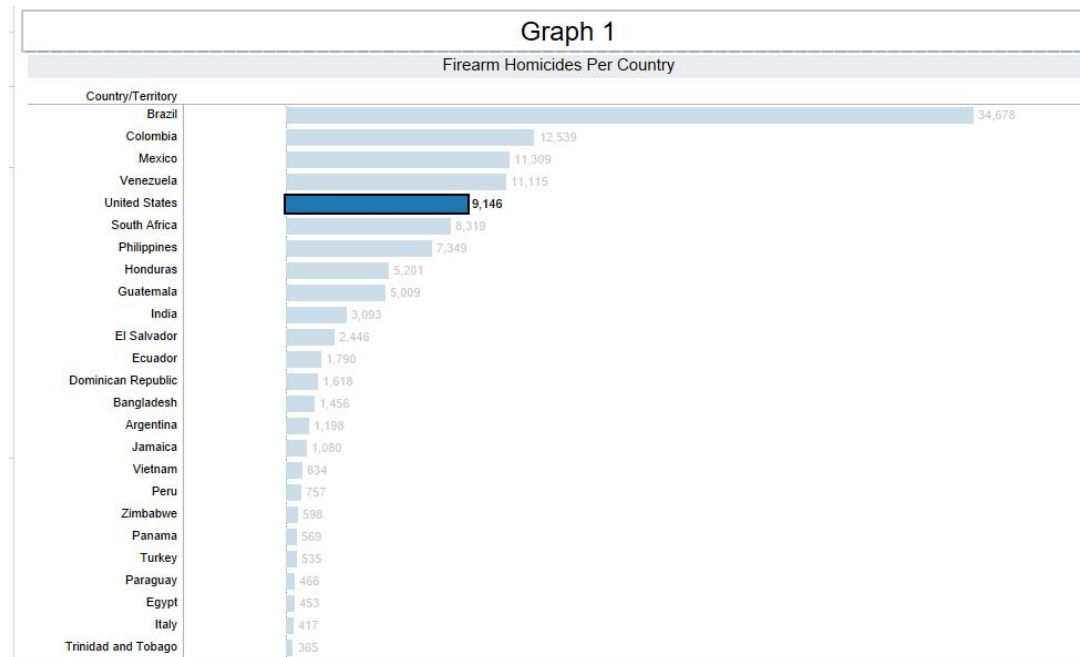 Graph 1
Firearm Homicides Per Country
Country/Territory
Brazil 34,678
Colombia 12,539
Mexico 11,309
Venezuela 11,115
United States 9,146
South Africa 8,319
Philippines 7,349
Honduras 5,201
Guatemala 5,009
India 3,093
El Salvador 2,446
Ecuador 1,790
Dominican Republic 1,618
Bangladesh 1,456
Argentina 1,198
Jamaica 1,080
Vietnam 834
Peru 757
Zimbabwe 598
Panama 569
Turkey 535
Paraguay 466
Egypt 453
Italy 417
Trinidad and Tobago 365